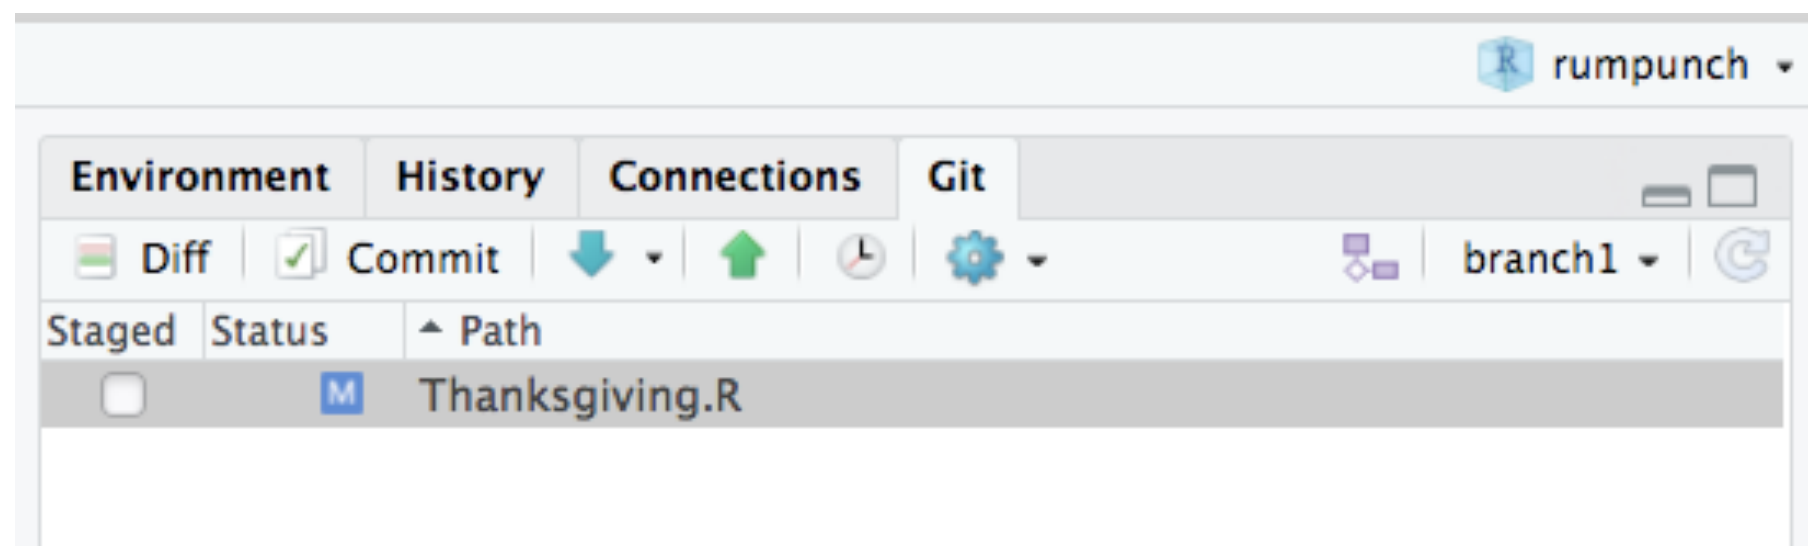 R rumpunch
Environment History Connections Git
Diff Commit branch1
Staged Status Path
M Thanksgiving.R